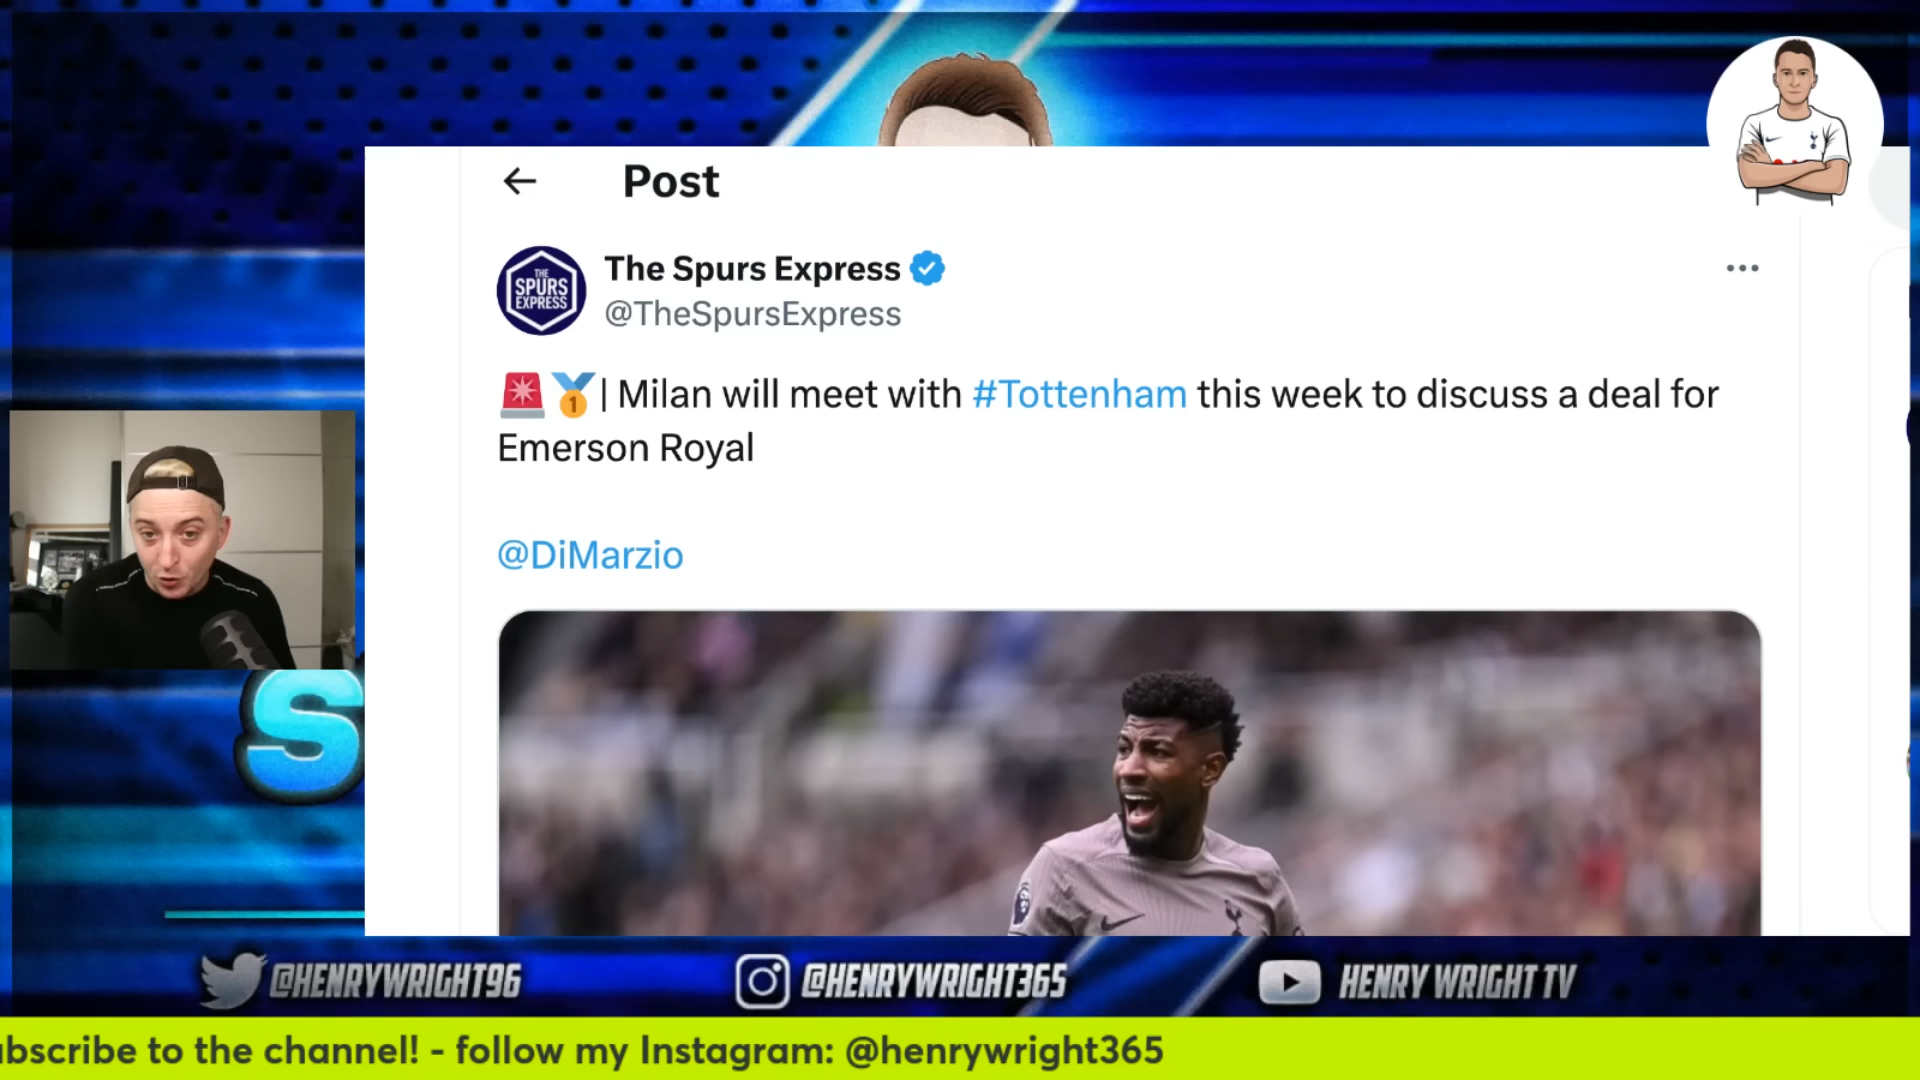 Post
The Spurs Express
@TheSpursExpress
THE
SPURS
EXPRESS
| Milan will meet with #Tottenham this week to discuss a deal for
Emerson Royal
@DiMarzio
S
@HENRYWRIGHT96
@HENRYWRIGHT365
HENRY WRIGHT TV
bscribe to the channel! - follow my Instagram: @henrywright365